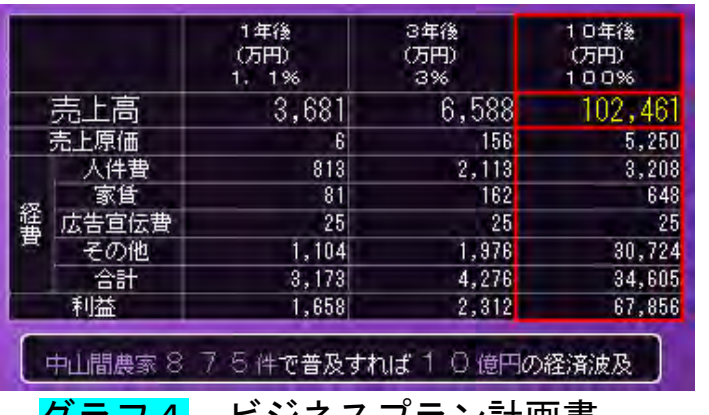 1年後 3年後 10年後
(万円) (万円) (万円)
1.1% 3% 100%
売上高 3,681 6,588 102,461
売上原価 6 156 5,250
経費
人件費 813 2,113 3,208
家賃 81 162 648
広告宣伝費 25 25 25
その他 1,104 1,976 30,724
合計 3,173 4,276 34,605
利益 1,658 2,312 67,856
中山間農家875件で普及すれば10億円の経済波及
グラフ4 ビジネスプラン計画書